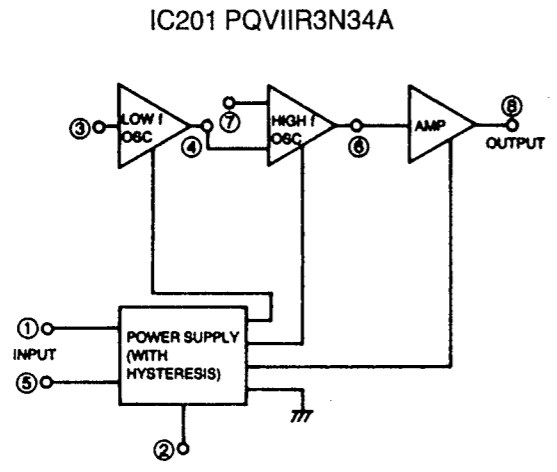 IC201 PQVIIR3N34A
⑧
③
LOW f
OSC
④
⑦
HIGH f
OSC
⑥
AMP
OUTPUT
①
INPUT
⑤
POWER SUPPLY
(WITH
HYSTERESIS)
②